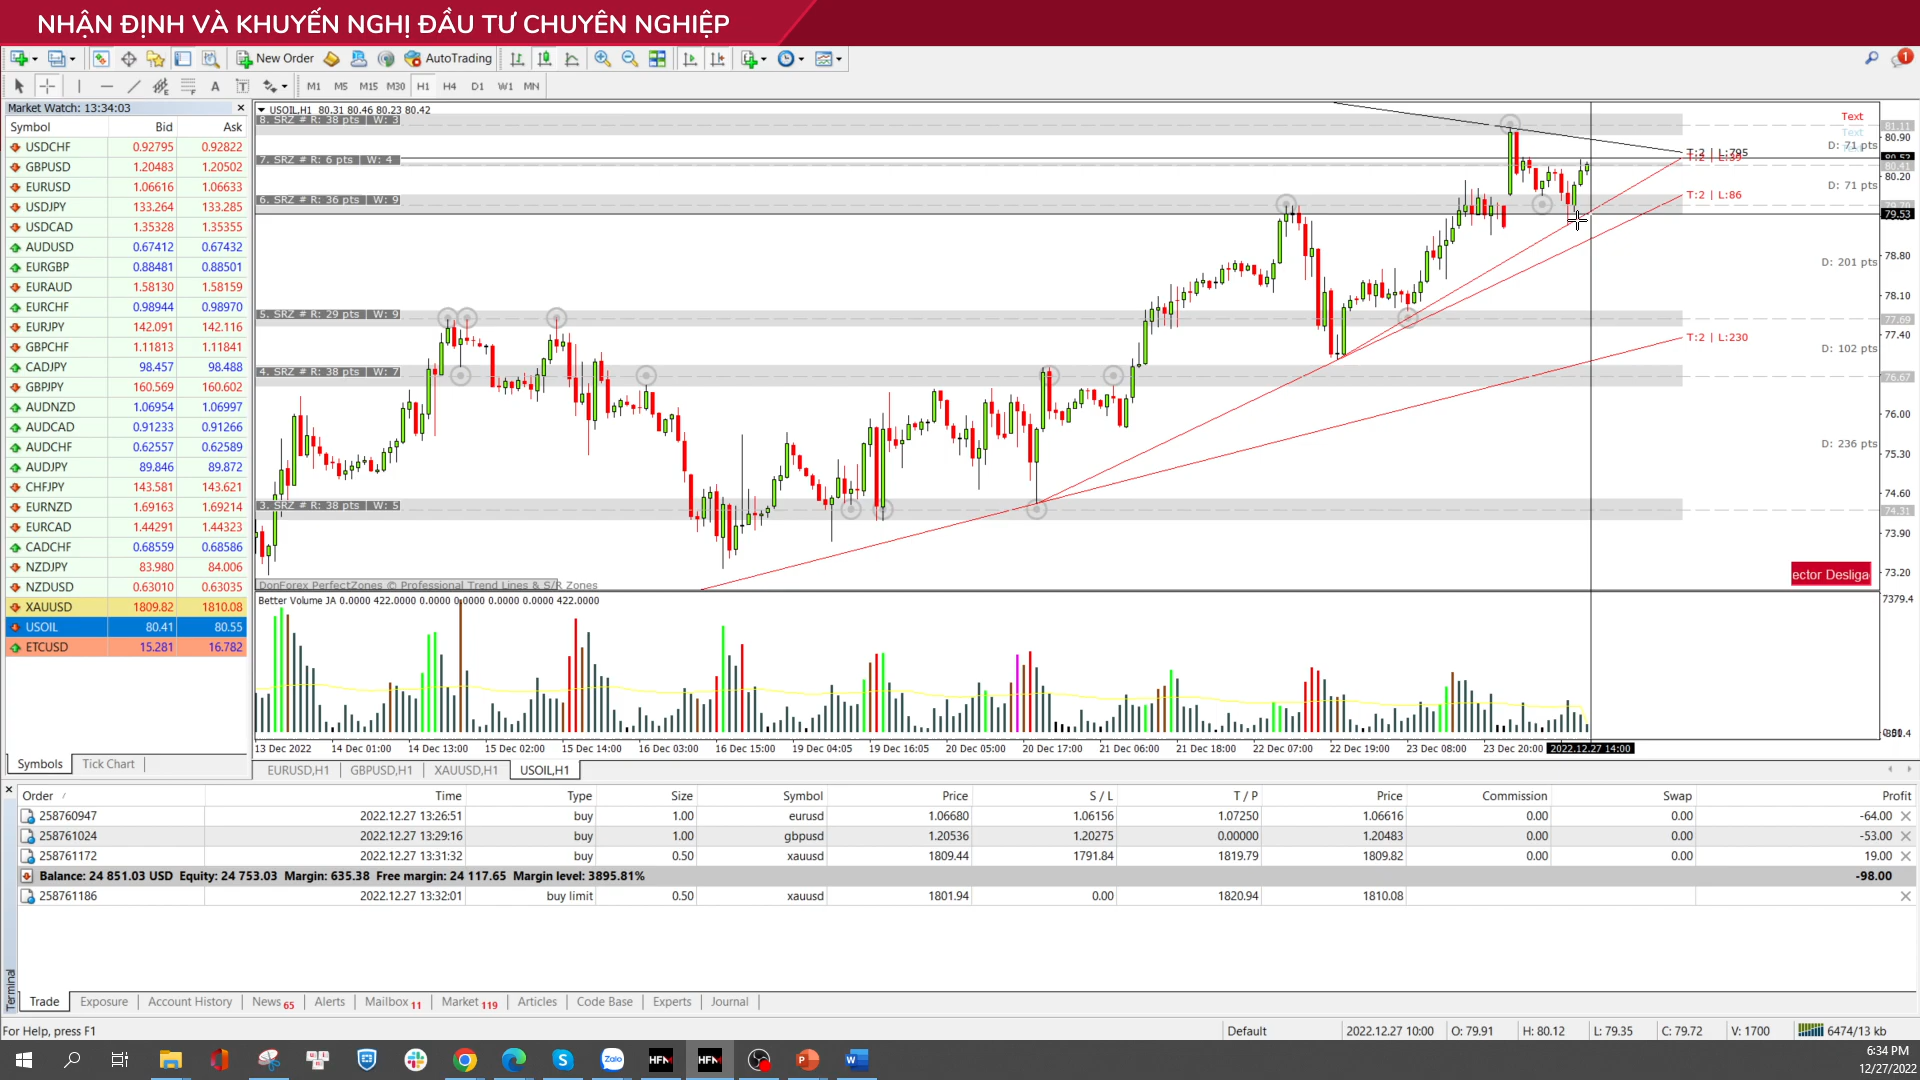 NHẬN ĐỊNH VÀ KHUYẾN NGHỊ ĐẦU TƯ CHUYÊN NGHIỆP
New Order AutoTrading 1
A T M1 M5 M15 M30 H1 H4 D1 W1 MN
Market Watch: 13:34:03
Symbol Bid Ask
USDCHF 0.92795 0.92822
GBPUSD 1.20483 1.20502
EURUSD 1.06616 1.06633
USDJPY 133.264 133.285
USDCAD 1.35328 1.35355
AUDUSD 0.67412 0.67432
EURGBP 0.88481 0.88501
EURAUD 1.58130 1.58159
EURCHF 0.98944 0.98970
EURJPY 142.091 142.116
GBPCHF 1.11813 1.11841
CADJPY 98.457 98.488
GBPJPY 160.569 160.602
AUDNZD 1.06954 1.06997
AUDCAD 0.91233 0.91266
AUDCHF 0.62557 0.62589
AUDJPY 89.846 89.872
CHFJPY 143.581 143.621
EURNZD 1.69163 1.69214
EURCAD 1.44291 1.44323
CADCHF 0.68559 0.68586
NZDJPY 83.980 84.006
NZDUSD 0.63010 0.63035
XAUUSD 1809.82 1810.08
USOIL 80.41 80.55
ETCUSD 15.281 16.782
Symbols Tick Chart
USOIL,H1 80.31 80.46 80.23 80.42
8. SRZ # R: 38 pts | W: 3
7. SRZ # R: 6 pts | W: 4
6. SRZ # R: 36 pts | W: 9
5. SRZ # R: 29 pts | W: 9
4. SRZ # R: 38 pts | W: 7
3. SRZ # R: 38 pts | W: 5
Text
Text
T:2 | L:795
T:2 | L:86
T:2 | L:230
D: 71 pts
D: 71 pts
D: 201 pts
D: 102 pts
D: 236 pts
81.11
80.90
80.41
80.20
79.53
78.80
78.10
77.69
77.40
76.67
76.00
75.30
74.60
74.31
73.90
73.20
ector Desliga
DonForex PerfectZones © Professional Trend Lines & S/R Zones
Better Volume JA 0.0000 422.0000 0.0000 0.0000 0.0000 0.0000 422.0000
7379.4
13 Dec 2022 14 Dec 01:00 14 Dec 13:00 15 Dec 02:00 15 Dec 14:00 16 Dec 03:00 16 Dec 15:00 19 Dec 04:05 19 Dec 16:05 20 Dec 05:00 20 Dec 17:00 21 Dec 06:00 21 Dec 18:00 22 Dec 07:00 22 Dec 19:00 23 Dec 08:00 23 Dec 20:00 2022.12.27 14:00
EURUSD,H1 GBPUSD,H1 XAUUSD,H1 USOIL,H1
Order / Time Type Size Symbol Price S / L T / P Price Commission Swap Profit
258760947 2022.12.27 13:26:51 buy 1.00 eurusd 1.06680 1.06156 1.07250 1.06616 0.00 0.00 -64.00
258761024 2022.12.27 13:29:16 buy 1.00 gbpusd 1.20536 1.20275 0.00000 1.20483 0.00 0.00 -53.00
258761172 2022.12.27 13:31:32 buy 0.50 xauusd 1809.44 1791.84 1819.79 1809.82 0.00 0.00 19.00
Balance: 24 851.03 USD Equity: 24 753.03 Margin: 635.38 Free margin: 24 117.65 Margin level: 3895.81% -98.00
258761186 2022.12.27 13:32:01 buy limit 0.50 xauusd 1801.94 0.00 1820.94 1810.08
Terminal
Trade Exposure Account History News 65 Alerts Mailbox 11 Market 119 Articles Code Base Experts Journal
For Help, press F1 Default 2022.12.27 10:00 O: 79.91 H: 80.12 L: 79.35 C: 79.72 V: 1700 6474/13 kb
Zalo HFM HFM
6:34 PM
12/27/2022